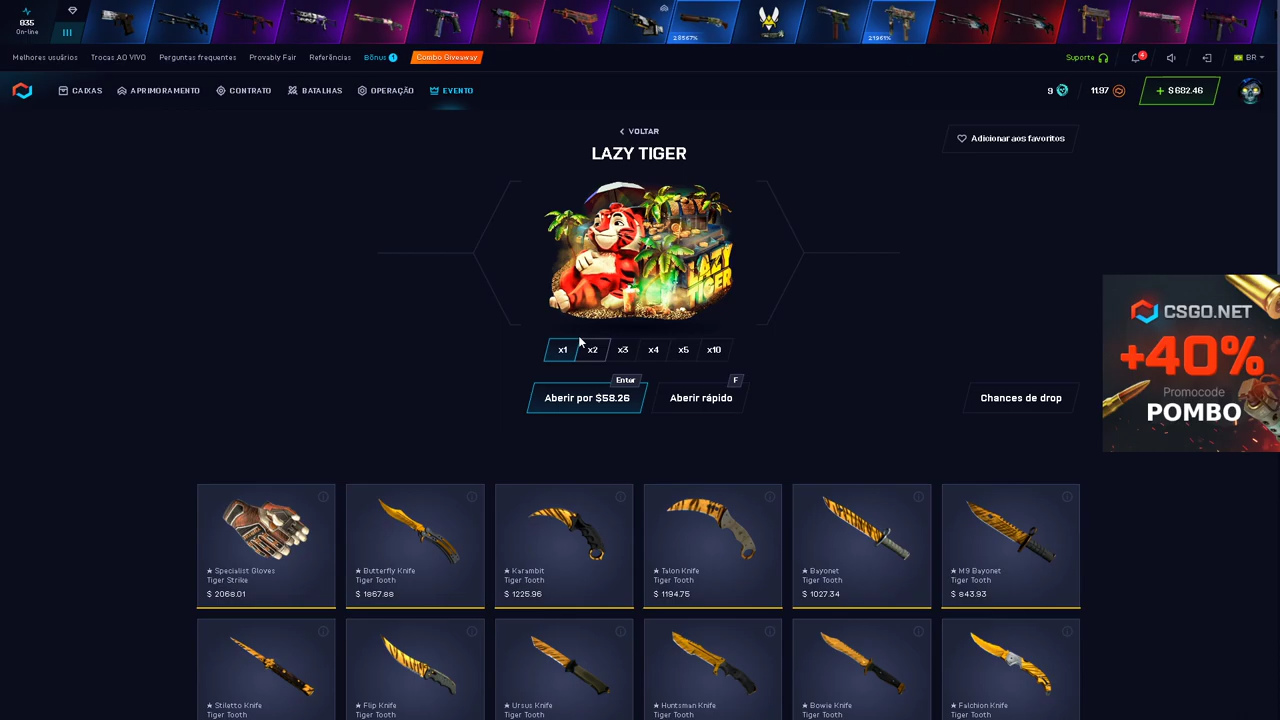 835
On-line
28567%
21961%
Melhores usuários
Trocas AO VIVO
Perguntas frequentes
Provably Fair
Referências
Bônus
Combo Giveaway
Suporte
4
BR
CAIXAS
APRIMORAMENTO
CONTRATO
BATALHAS
OPERAÇÃO
EVENTO
9
11.97
+ $ 682.46
VOLTAR
LAZY TIGER
Adicionar aos favoritos
LAZY
TIGER
x1
x2
x3
x4
x5
x10
Enter
F
Aberir por $58.26
Aberir rápido
Chances de drop
CSGO.NET
+40%
Promocode
POMBO
★ Specialist Gloves
Tiger Strike
$ 2068.01
★ Butterfly Knife
Tiger Tooth
$ 1867.88
★ Karambit
Tiger Tooth
$ 1225.96
★ Talon Knife
Tiger Tooth
$ 1194.75
★ Bayonet
Tiger Tooth
$ 1027.34
★ M9 Bayonet
Tiger Tooth
$ 843.93
★ Stiletto Knife
Tiger Tooth
★ Flip Knife
Tiger Tooth
★ Ursus Knife
Tiger Tooth
★ Huntsman Knife
Tiger Tooth
★ Bowie Knife
Tiger Tooth
★ Falchion Knife
Tiger Tooth